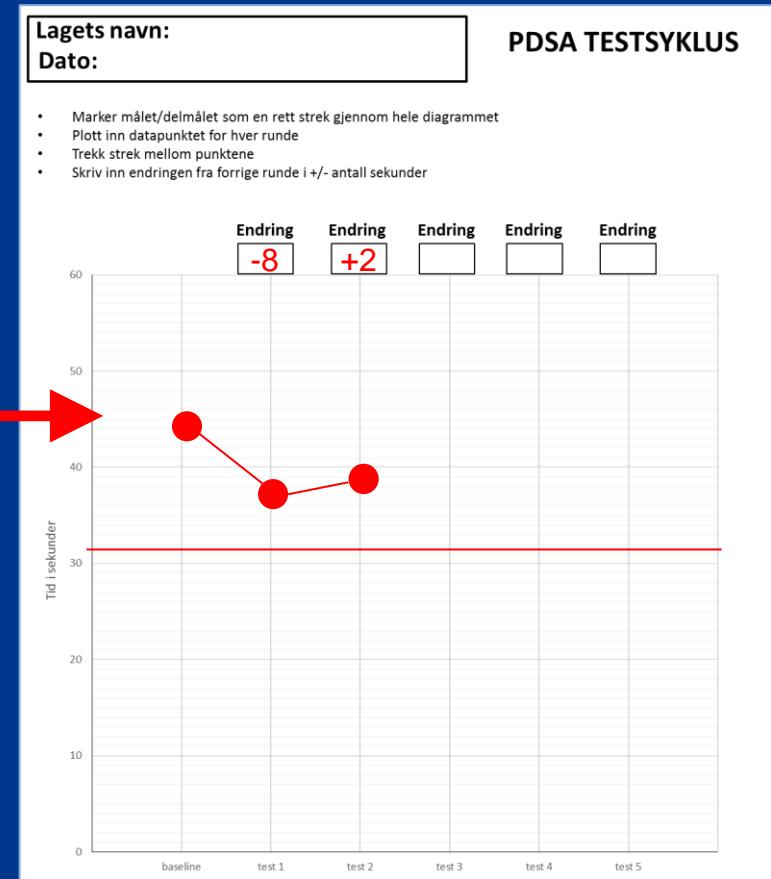 Lagets navn:
Dato:
PDSA TESTSYKLUS
• Marker målet/delmålet som en rett strek gjennom hele diagrammet
• Plott inn datapunktet for hver runde
• Trekk strek mellom punktene
• Skriv inn endringen fra forrige runde i +/- antall sekunder
Endring Endring Endring Endring Endring
-8 +2
60
50
40
30
20
10
0
Tid i sekunder
baseline test 1 test 2 test 3 test 4 test 5